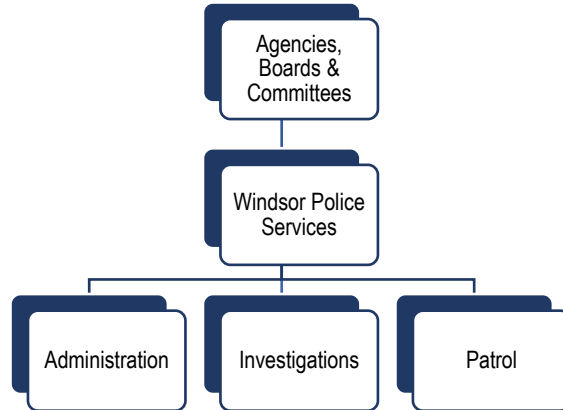 Agencies,
Boards &
Committees
Windsor Police
Services
Administration
Investigations
Patrol